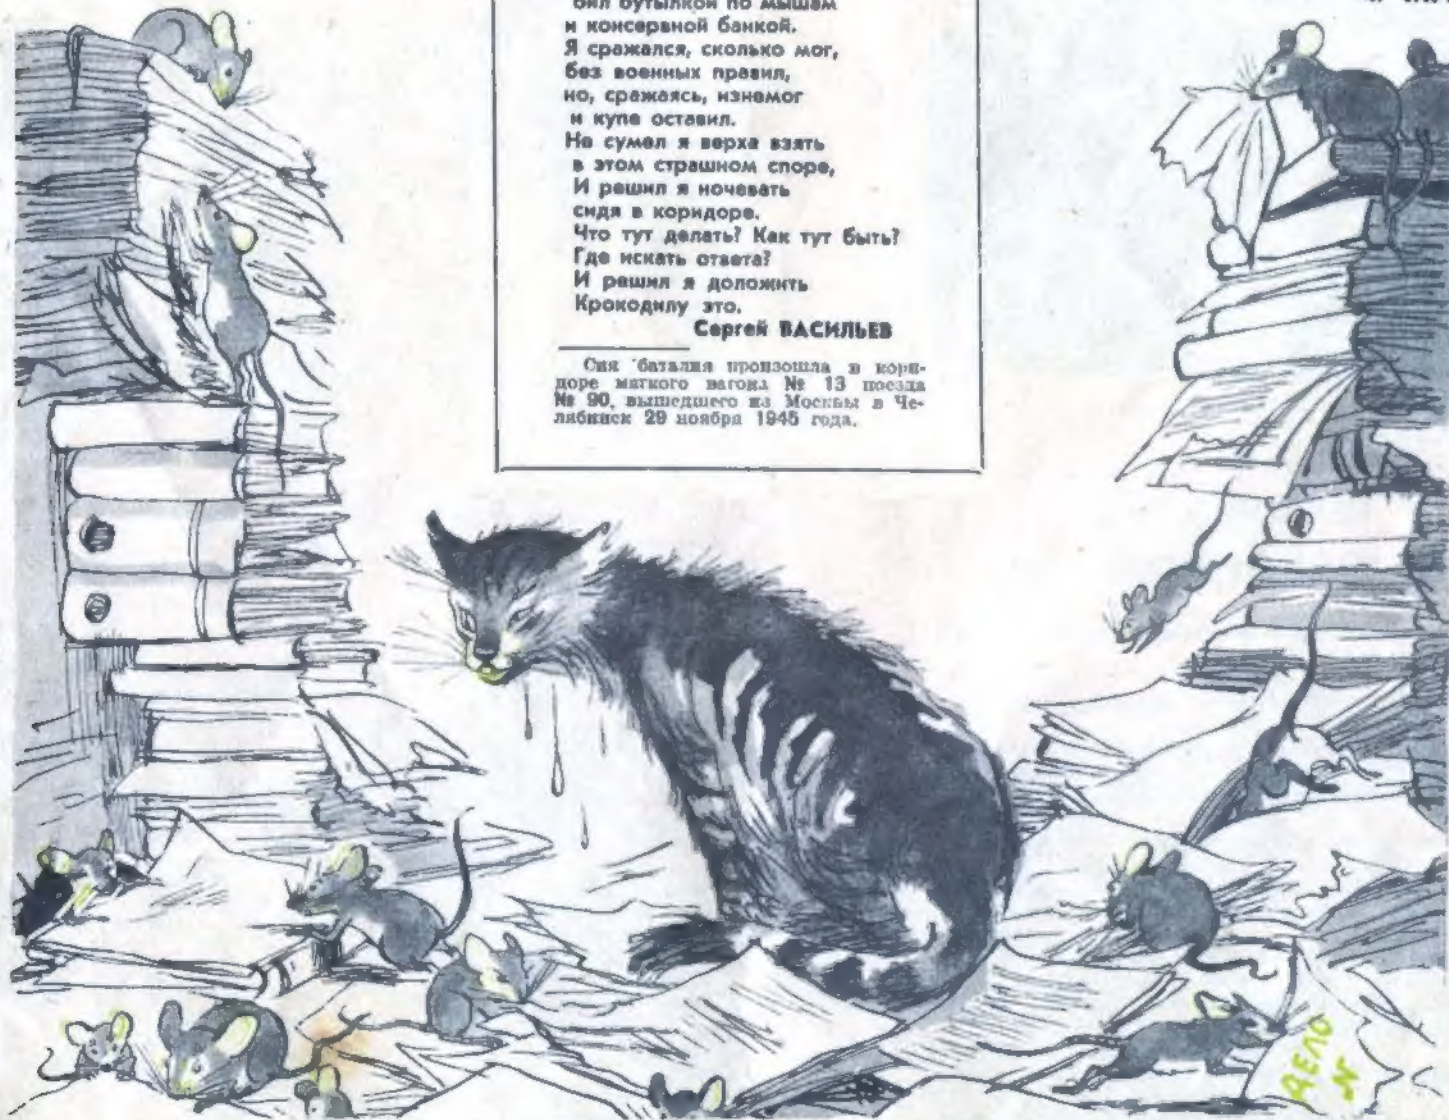 бил бутылкой по мышам
и консервной банкой.
Я сражался, сколько мог,
без военных правил,
но, сражаясь, изнемог
и купе оставил.
Не сумел я верха взять
в этом страшном споре,
И решил я ночевать
сидя в коридоре.
Что тут делать? Как тут быть?
Где искать ответа?
И решил я доложить
Крокодилу это.
Сергей ВАСИЛЬЕВ
Сия баталия произошла в кори-
доре мягкого вагона № 13 поезда
№ 90, вышедшего из Москвы в Че-
лябинск 29 ноября 1945 года.
ДЕЛО
№